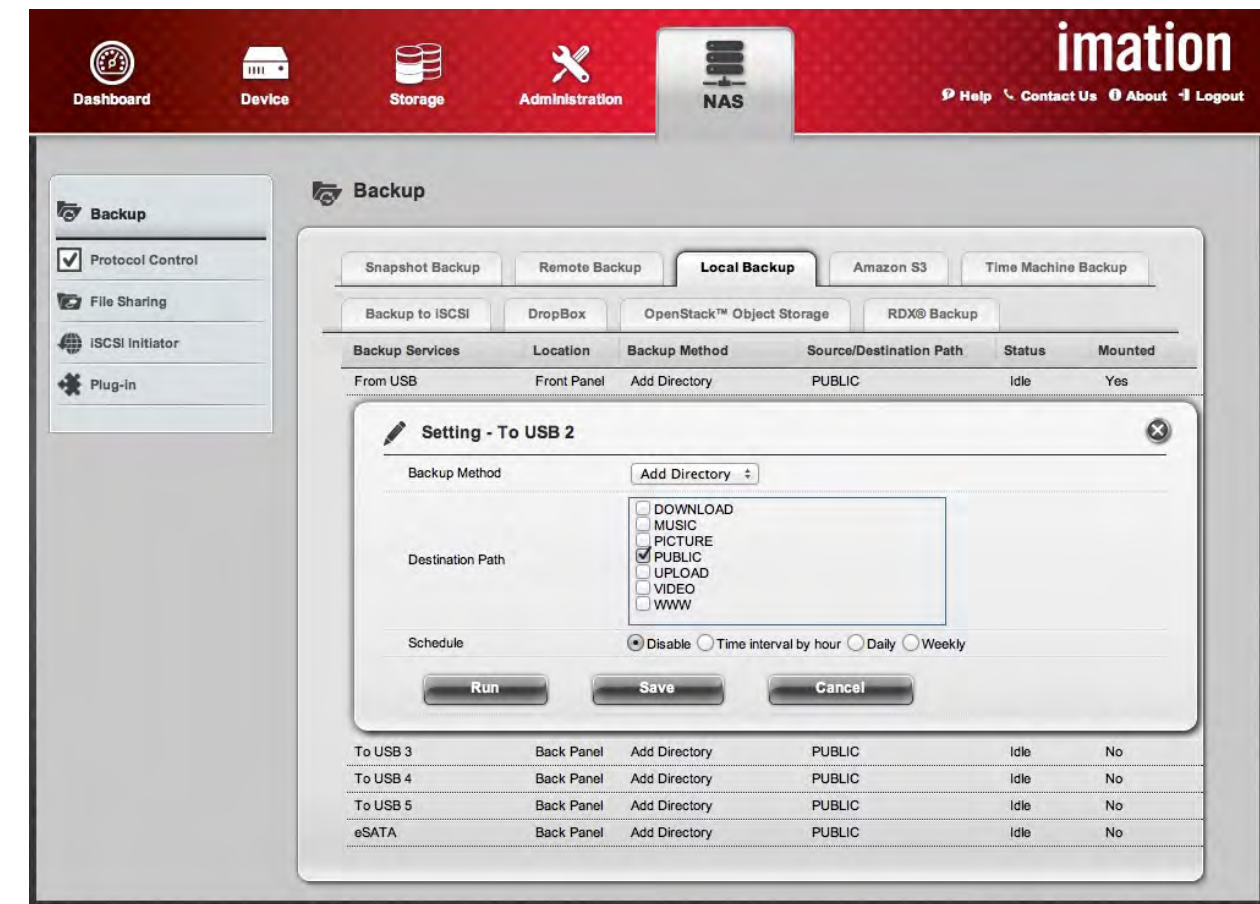 imation
Dashboard Device Storage Administration NAS
Help Contact Us About Logout
Backup
Protocol Control
File Sharing
iSCSI Initiator
Plug-in
Backup
Snapshot Backup Remote Backup Local Backup Amazon S3 Time Machine Backup
Backup to iSCSI DropBox OpenStack™ Object Storage RDX® Backup
Backup Services Location Backup Method Source/Destination Path Status Mounted
From USB Front Panel Add Directory PUBLIC Idle Yes
Setting - To USB 2
Backup Method Add Directory
Destination Path
DOWNLOAD
MUSIC
PICTURE
PUBLIC
UPLOAD
VIDEO
WWW
Schedule Disable Time interval by hour Daily Weekly
Run Save Cancel
To USB 3 Back Panel Add Directory PUBLIC Idle No
To USB 4 Back Panel Add Directory PUBLIC Idle No
To USB 5 Back Panel Add Directory PUBLIC Idle No
eSATA Back Panel Add Directory PUBLIC Idle No